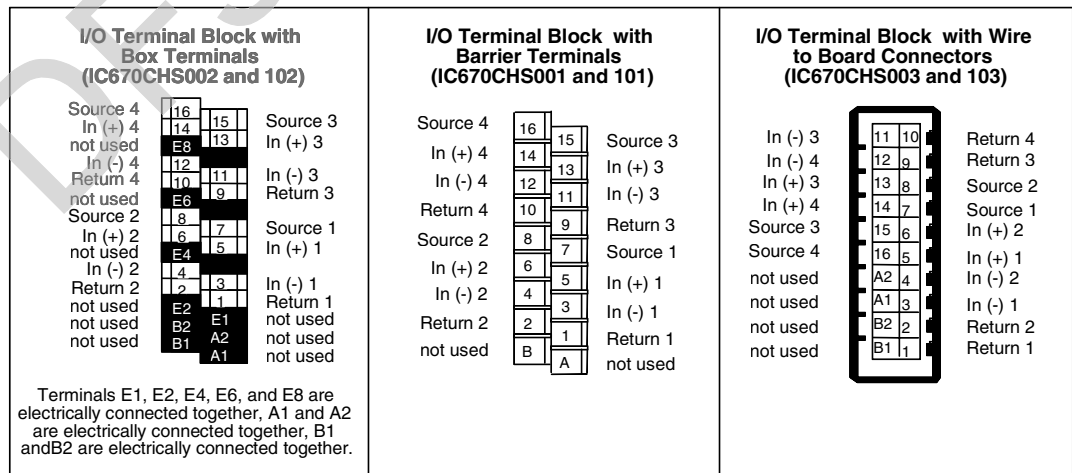 I/O Terminal Block with
Box Terminals
(IC670CHS002 and 102)
Source 4 16
15 Source 3
In (+) 4 14
13 In (+) 3
not used E8
In (-) 4 12
11 In (-) 3
Return 4 10
9 Return 3
not used E6
Source 2 8
7 Source 1
In (+) 2 6
5 In (+) 1
not used E4
In (-) 2 4
3 In (-) 1
Return 2 2
1 Return 1
not used E2
E1 not used
not used B2
A2 not used
not used B1
A1 not used
Terminals E1, E2, E4, E6, and E8 are
electrically connected together, A1 and A2
are electrically connected together, B1
andB2 are electrically connected together.
I/O Terminal Block with
Barrier Terminals
(IC670CHS001 and 101)
Source 4 16
15 Source 3
In (+) 4 14
13 In (+) 3
In (-) 4 12
11 In (-) 3
Return 4 10
9 Return 3
Source 2 8
7 Source 1
In (+) 2 6
5 In (+) 1
In (-) 2 4
3 In (-) 1
Return 2 2
1 Return 1
not used B
A not used
I/O Terminal Block with Wire
to Board Connectors
(IC670CHS003 and 103)
In (-) 3 11 10 Return 4
In (-) 4 12 9 Return 3
In (+) 3 13 8 Source 2
In (+) 4 14 7 Source 1
Source 3 15 6 In (+) 2
Source 4 16 5 In (+) 1
not used A2 4 In (-) 2
not used A1 3 In (-) 1
not used B2 2 Return 2
not used B1 1 Return 1